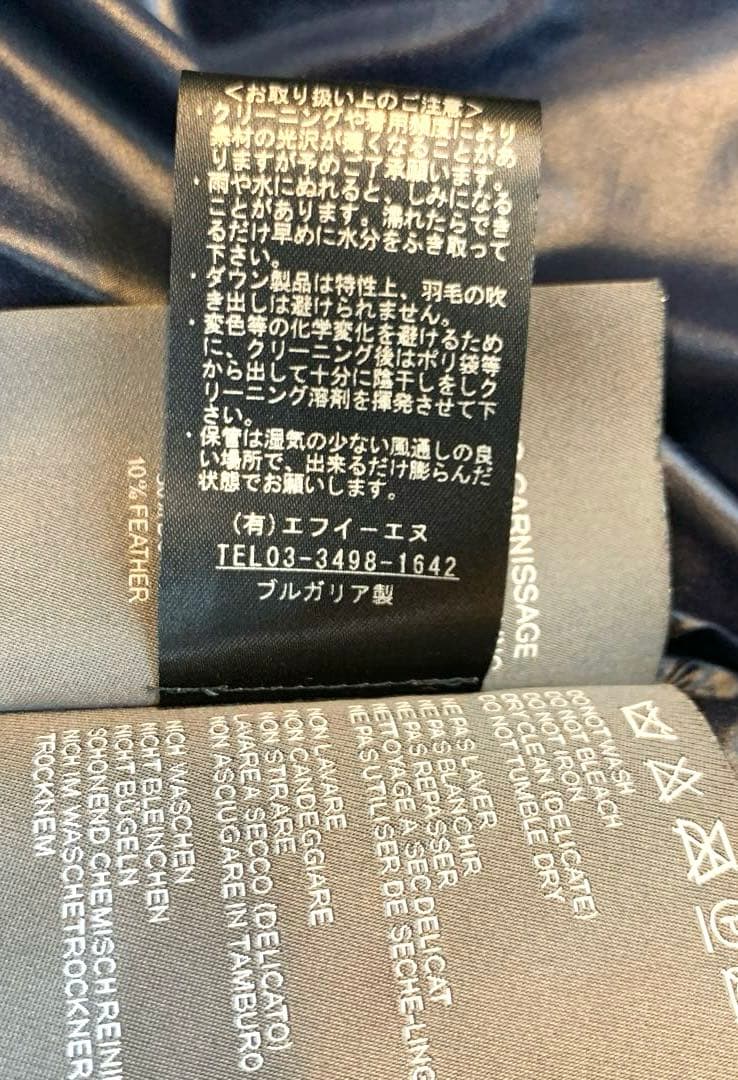 <お取り扱い上のご注意>
・クリーニングや着用頻度により
素材の光沢が無くなることがあ
りますが予めご了承願います。
・雨や水にぬれると、しみになる
ことがあります。濡れたらでき
るだけ早めに水分をふき取って
下さい。
・ダウン製品は特性上、羽毛の吹
き出しは避けられません。
・変色等の化学変化を避けるため
に、クリーニング後はポリ袋等
から出して十分に陰干しをしク
リーニング溶剤を揮発させて下
さい。
・保管は湿気の少ない風通しの良
い場所で、出来るだけ膨らんだ
状態でお願いします。
(有)エフイーエヌ
TEL03-3498-1642
ブルガリア製
10% FEATHER
GARNISSAGE
DO NOT WASH
DO NOT BLEACH
DO NOT IRON
DRY CLEAN (DELICATE)
DO NOT TUMBLE DRY
NE PAS LAVER
NE PAS BLANCHIR
NE PAS REPASSER
NETOYAGE A SEC DELICAT
NE PAS UTILISER DE SECHE-LING
NON LAVARE
NON CANDEGGIARE
NON STIRARE
LAVARE A SECCO (DELICATO)
NON ASCIUGARE IN TAMBURO
NICH WASCHEN
NICHT BLEINCHEN
NICHT BUGELN
SCHONEND CHEMISCH REINI
NICH IM WASCHETROCKNER
TROCKNEM